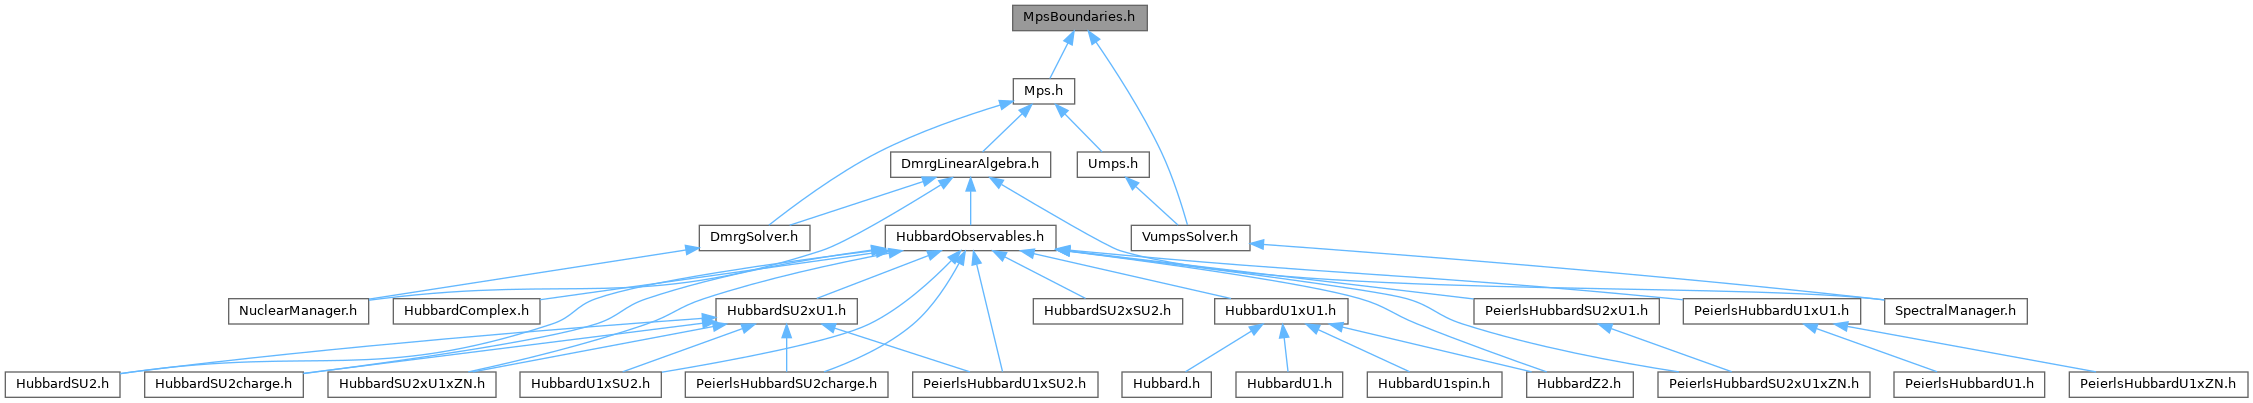 MpsBoundaries.h
Mps.h
DmrgLinearAlgebra.h
Umps.h
DmrgSolver.h
HubbardObservables.h
VumpsSolver.h
NuclearManager.h
HubbardComplex.h
HubbardSU2xU1.h
HubbardSU2xSU2.h
HubbardU1xU1.h
PeierlsHubbardSU2xU1.h
PeierlsHubbardU1xU1.h
SpectralManager.h
HubbardSU2.h
HubbardSU2charge.h
HubbardSU2xU1xZN.h
HubbardU1xSU2.h
PeierlsHubbardSU2charge.h
PeierlsHubbardU1xSU2.h
Hubbard.h
HubbardU1.h
HubbardU1spin.h
HubbardZ2.h
PeierlsHubbardSU2xU1xZN.h
PeierlsHubbardU1.h
PeierlsHubbardU1xZN.h